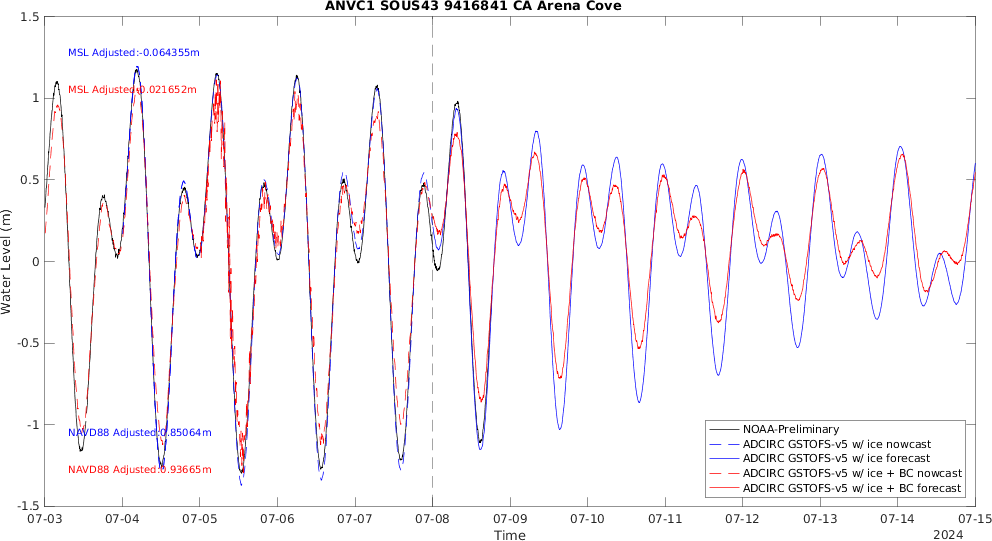 ANVC1 SOUS43 9416841 CA Arena Cove
1.5
1
0.5
0
-0.5
-1
-1.5
Water Level (m)
MSL Adjusted:-0.064355m
MSL Adjusted:0.021652m
NAVD88 Adjusted:0.85064m
NAVD88 Adjusted:0.93665m
NOAA-Preliminary
ADCIRC GSTOFS-v5 w/ ice nowcast
ADCIRC GSTOFS-v5 w/ ice forecast
ADCIRC GSTOFS-v5 w/ ice + BC nowcast
ADCIRC GSTOFS-v5 w/ ice + BC forecast
07-03 07-04 07-05 07-06 07-07 07-08 07-09 07-10 07-11 07-12 07-13 07-14 07-15
Time
2024